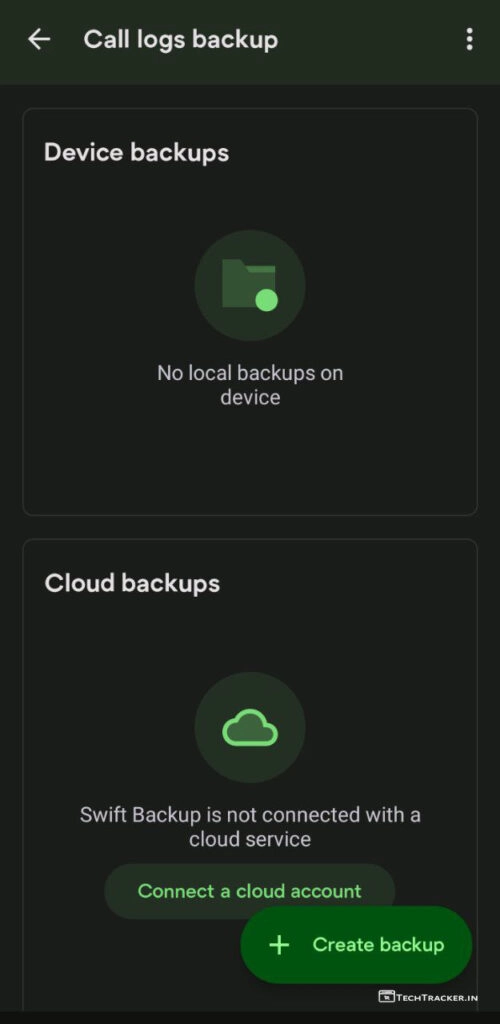 Call logs backup
Device backups
No local backups on
device
Cloud backups
Swift Backup is not connected with a
cloud service
Connect a cloud account
+ Create backup
TECHTRACKER.IN